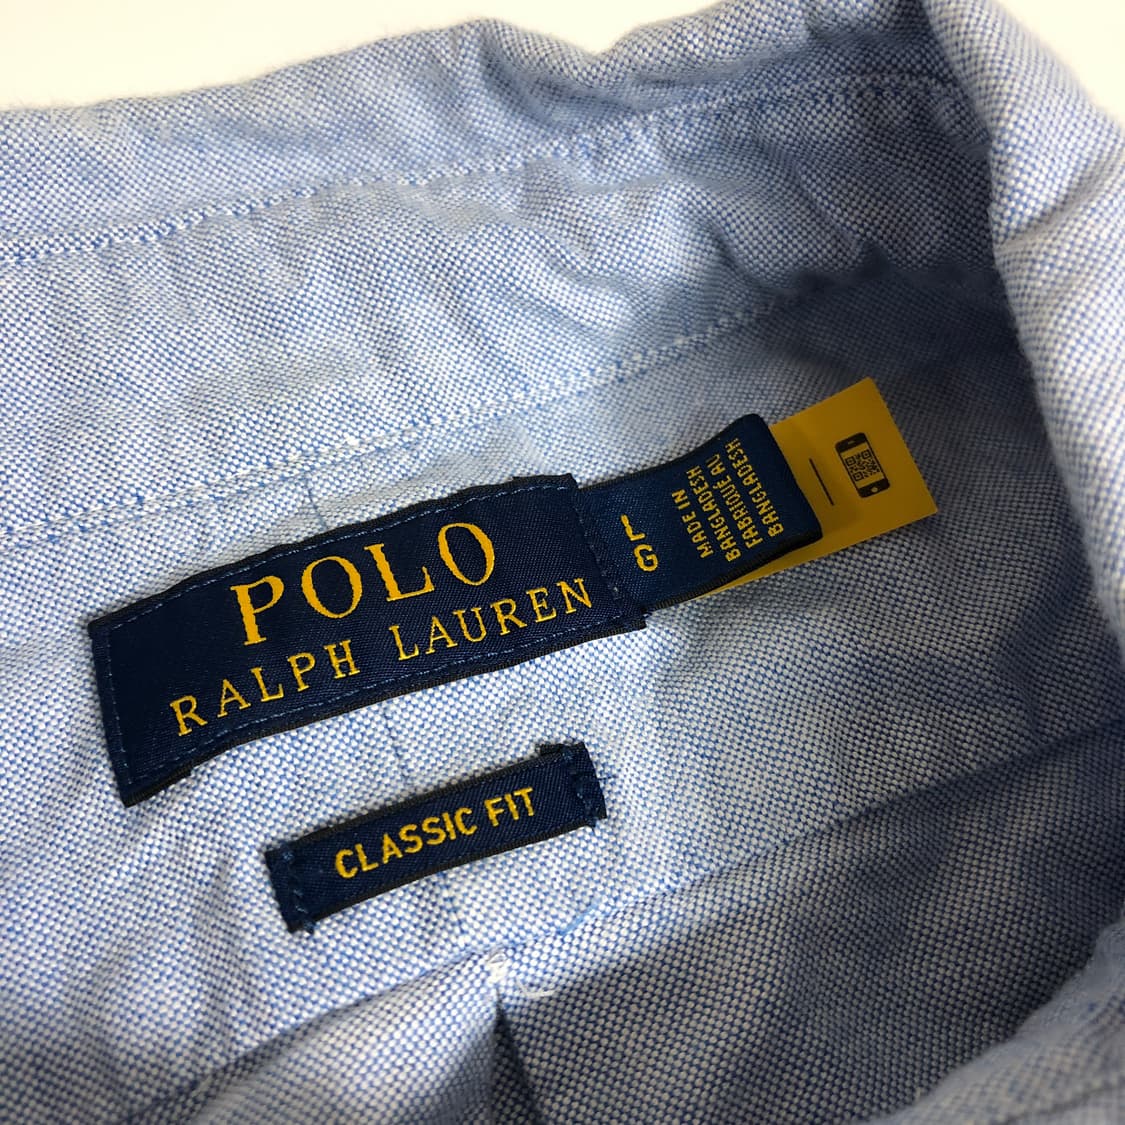 POLO
RALPH LAUREN
L
G
MADE IN
BANGLADESH
FABRIQUÉ AU
BANGLADESH
CLASSIC FIT